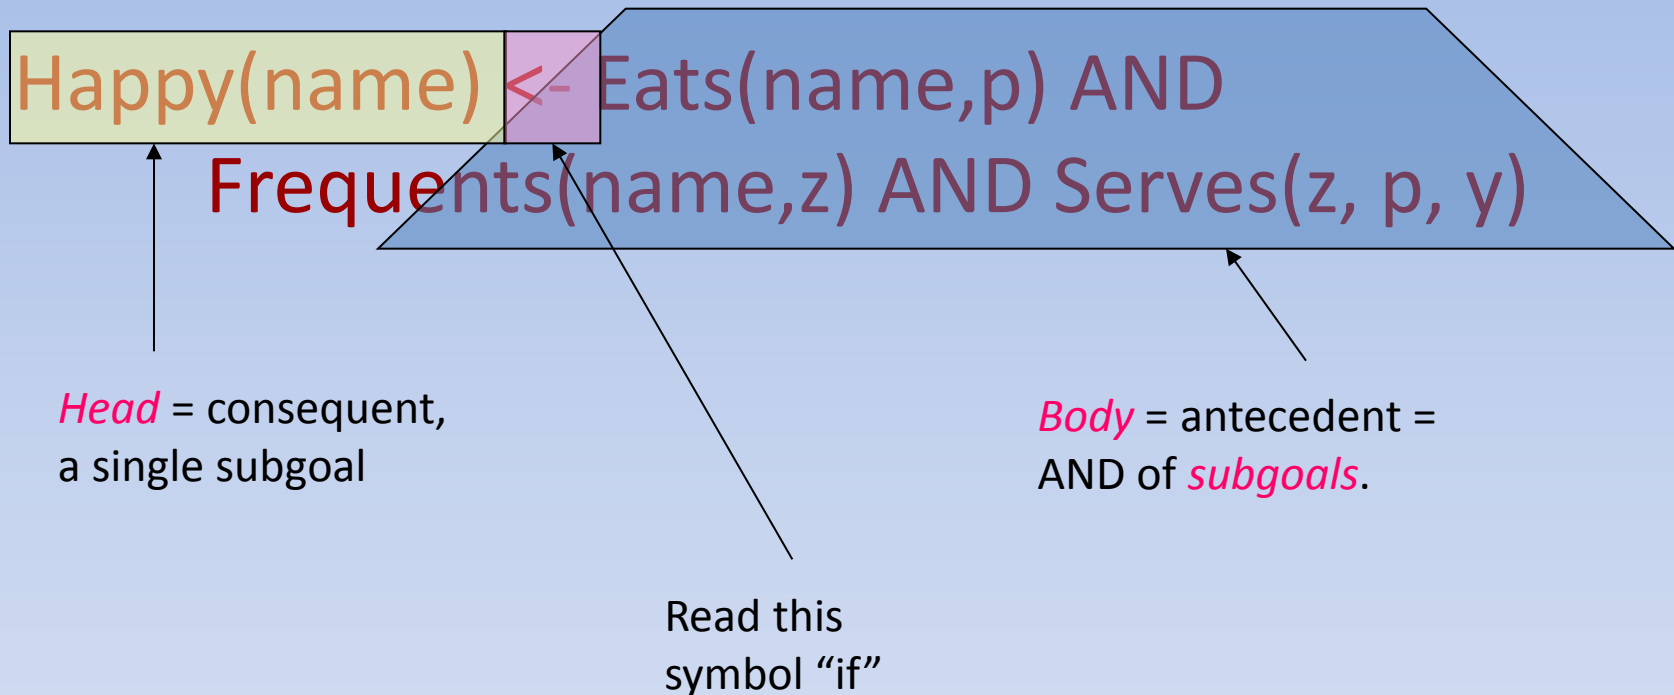 Happy(name) <- Eats(name,p) AND
Frequents(name,z) AND Serves(z, p, y)
Head = consequent,
a single subgoal
Body = antecedent =
AND of subgoals.
Read this
symbol “if”